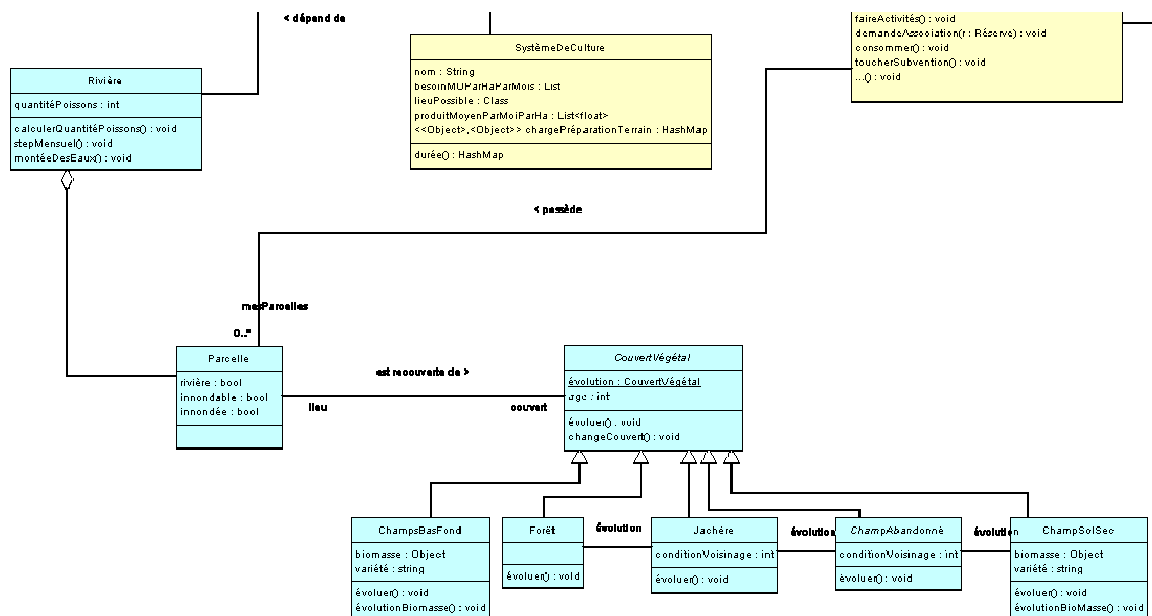 < dépend de
faireActivités() : void
demandeAssociation(r : Réserve) : void
consommer() : void
toucherSubvention() : void
...() : void
SystèmeDeCulture
nom : String
besoinMUParHaParMois : List
lieuPossible : Class
produitMoyenParMoiParHa : List<float>
<<Object>,<Object>> chargePréparationTerrain : HashMap
durée() : HashMap
Rivière
quantitéPoissons : int
calculerQuantitéPoissons() : void
stepMensuel() : void
montéeDesEaux() : void
< possède
mesParcelles
0..*
Parcelle
rivière : bool
innondable : bool
innondée : bool
est recouverte de >
lieu
couvert
CouvertVégétal
évolution : CouvertVégétal
age : int
évoluer() : void
changeCouvert() : void
ChampsBasFond
biomasse : Object
variété : string
évoluer() : void
évolutionBiomasse() : void
Forêt
évoluer() : void
évolution
Jachère
conditionVoisinage : int
évoluer() : void
évolution
ChampAbandonné
conditionVoisinage : int
évoluer() : void
évolution
ChampSolSec
biomasse : Object
variété : string
évoluer() : void
évolutionBioMasse() : void